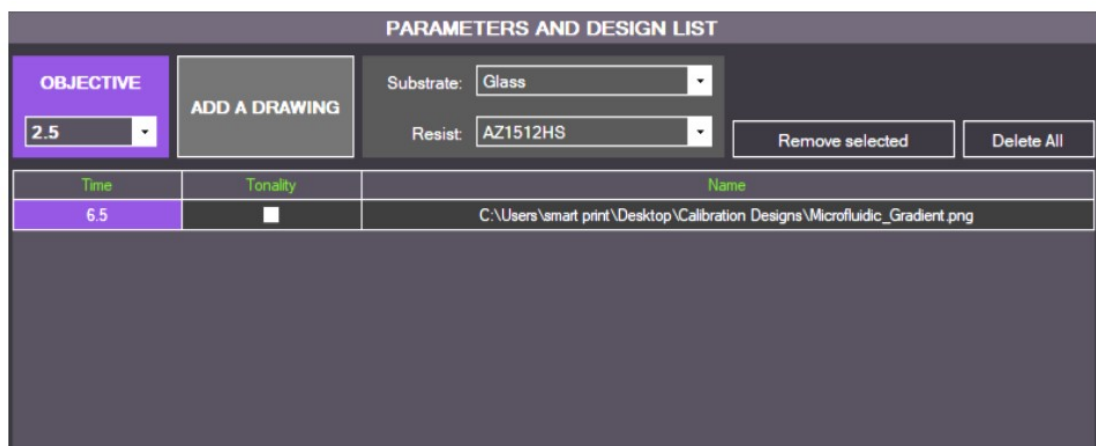 PARAMETERS AND DESIGN LIST
OBJECTIVE
2.5
ADD A DRAWING
Substrate: Glass
Resist: AZ1512HS
Remove selected
Delete All
Time Tonality Name
6.5 C:\Users\smart print\Desktop\Calibration Designs\Microfluidic_Gradient.png